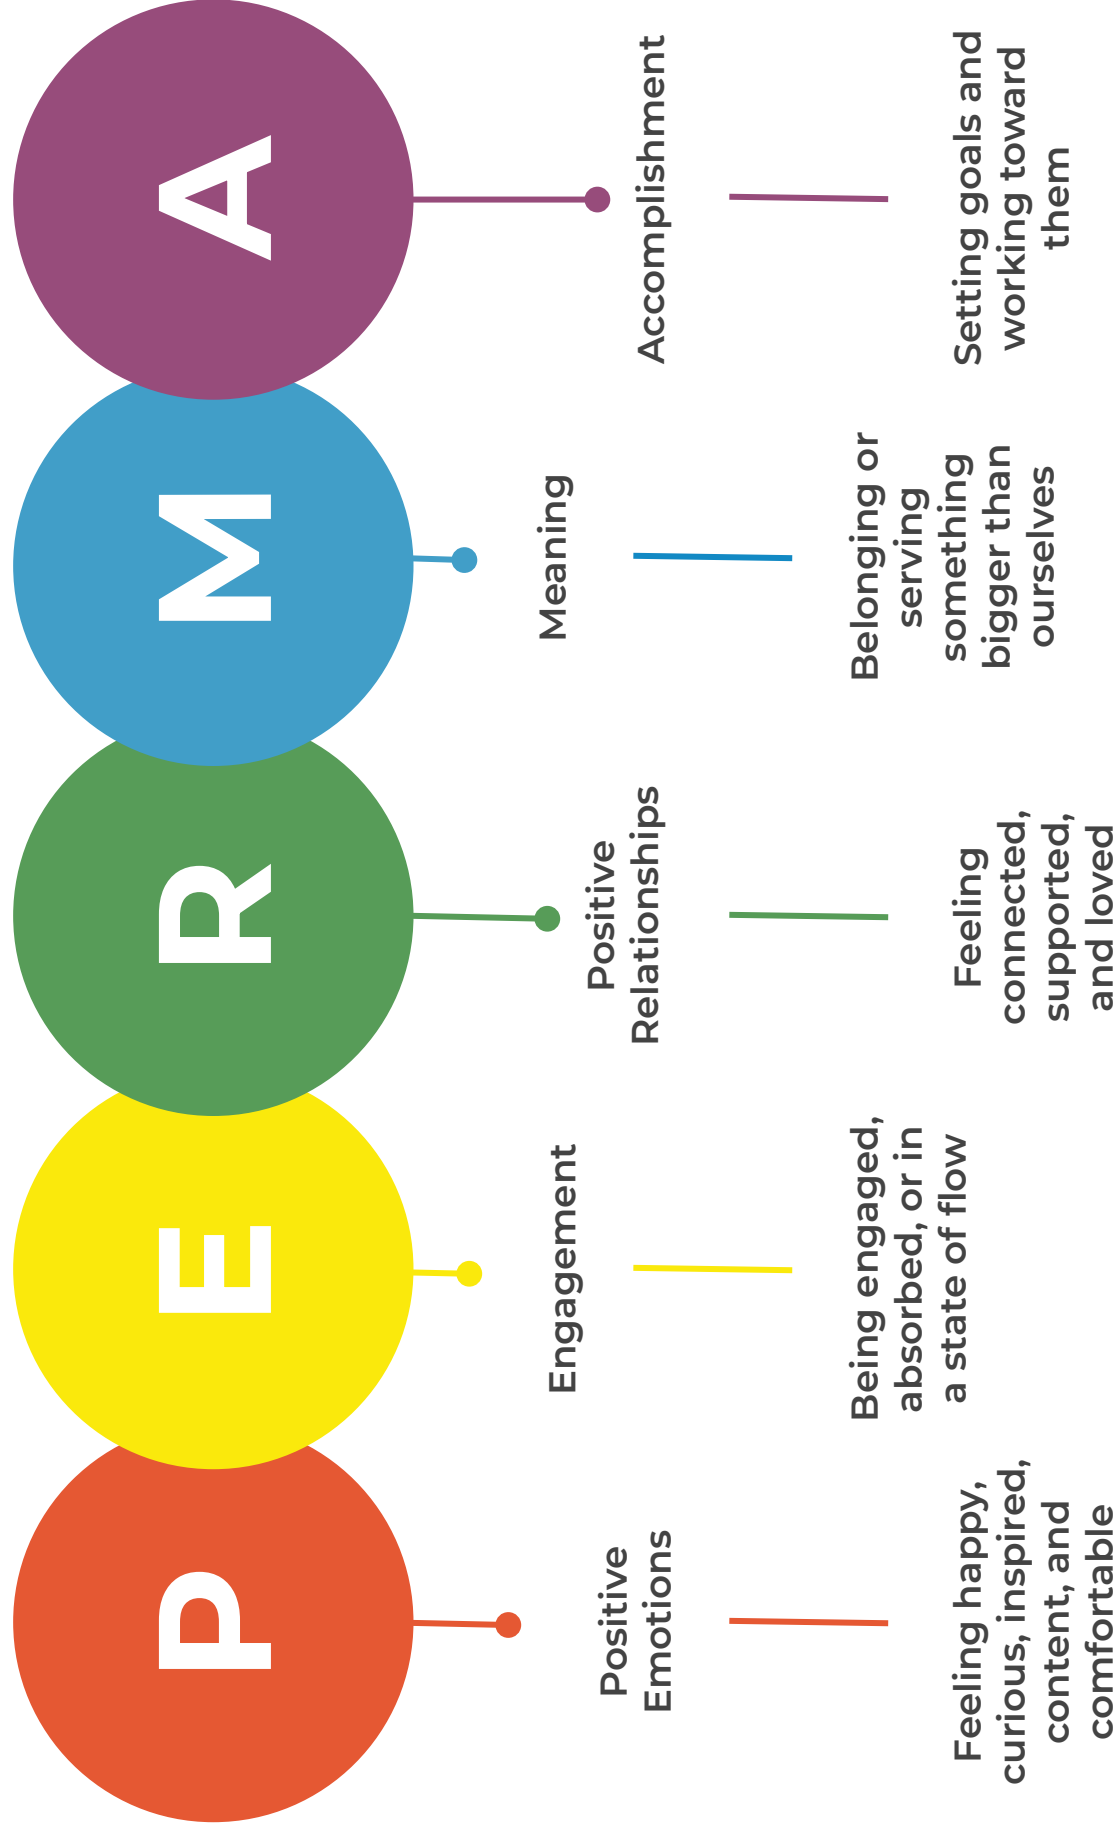 P
E
R
M
A
Positive
Emotions
Engagement
Positive
Relationships
Meaning
Accomplishment
Feeling happy,
curious, inspired,
content, and
comfortable
Being engaged,
absorbed, or in
a state of flow
Feeling
connected,
supported,
and loved
Belonging or
serving
something
bigger than
ourselves
Setting goals and
working toward
them